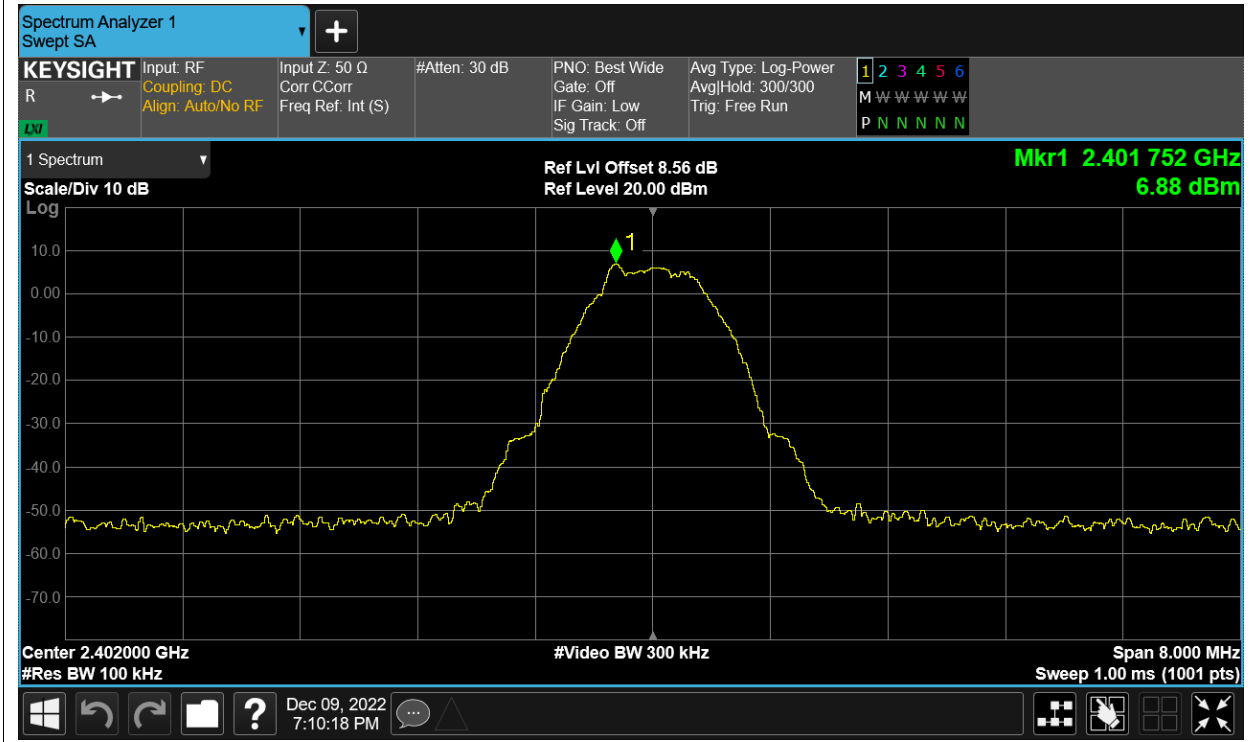 Spectrum Analyzer 1
Swept SA
+
KEYSIGHT
R
LXI
Input: RF
Coupling: DC
Align: Auto/No RF
Input Z: 50 Ω
Corr CCorr
Freq Ref: Int (S)
#Atten: 30 dB
PNO: Best Wide
Gate: Off
IF Gain: Low
Sig Track: Off
Avg Type: Log-Power
Avg|Hold: 300/300
Trig: Free Run
1 2 3 4 5 6
M W W W W W W
P N N N N N N
1 Spectrum
Scale/Div 10 dB
Log
Ref Lvl Offset 8.56 dB
Ref Level 20.00 dBm
Mkr1 2.401 752 GHz
6.88 dBm
1
10.0
0.00
-10.0
-20.0
-30.0
-40.0
-50.0
-60.0
-70.0
Center 2.402000 GHz
#Res BW 100 kHz
#Video BW 300 kHz
Span 8.000 MHz
Sweep 1.00 ms (1001 pts)
?
Dec 09, 2022
7:10:18 PM